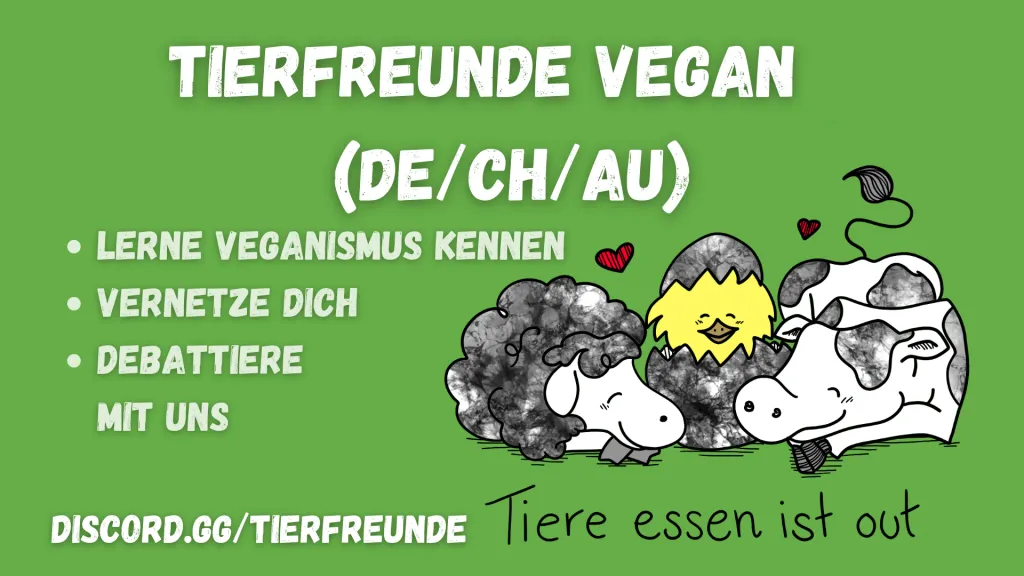 TIERFREUNDE VEGAN
(DE/CH/AU)
• LERNE VEGANISMUS KENNEN
• VERNETZE DICH
• DEBATTIERE
MIT UNS
DISCORD.GG/TIERFREUNDE
Tiere essen ist out